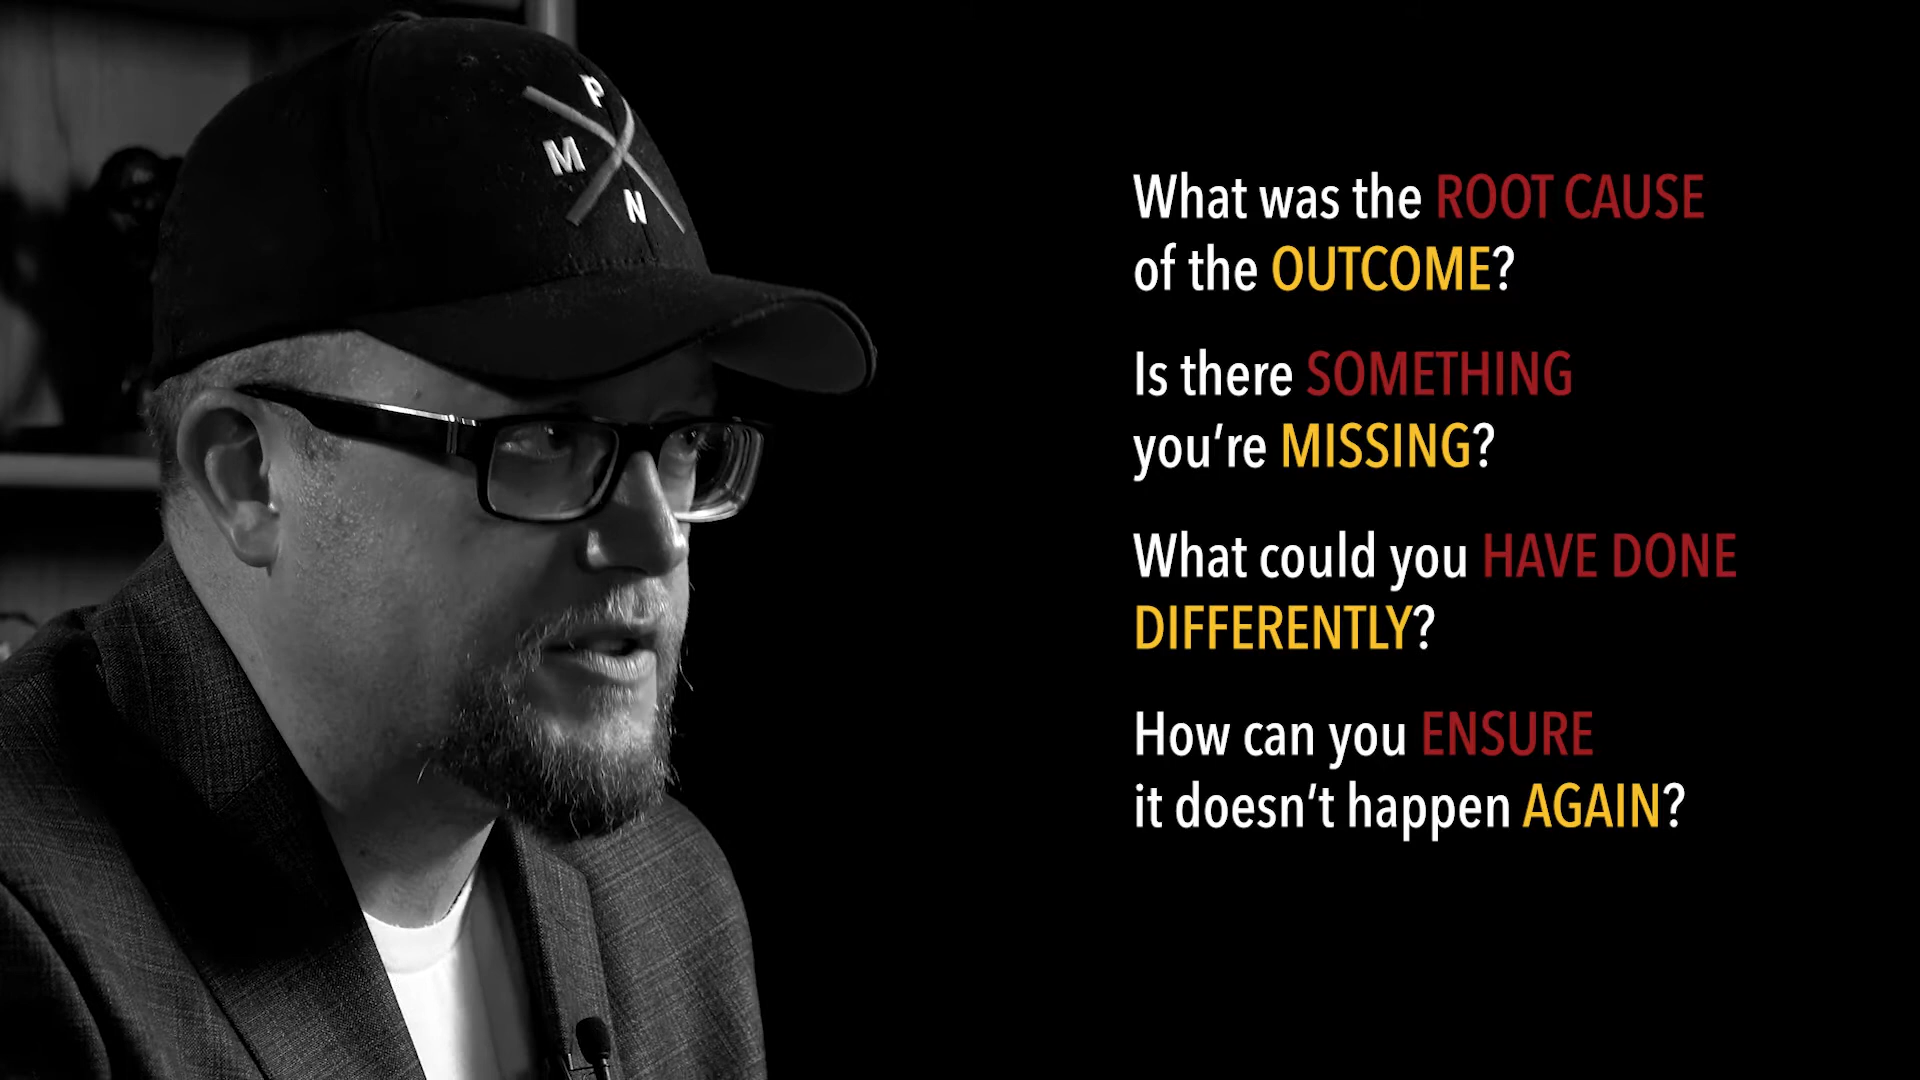 P
M
N
What was the ROOT CAUSE
of the OUTCOME?
Is there SOMETHING
you’re MISSING?
What could you HAVE DONE
DIFFERENTLY?
How can you ENSURE
it doesn’t happen AGAIN?